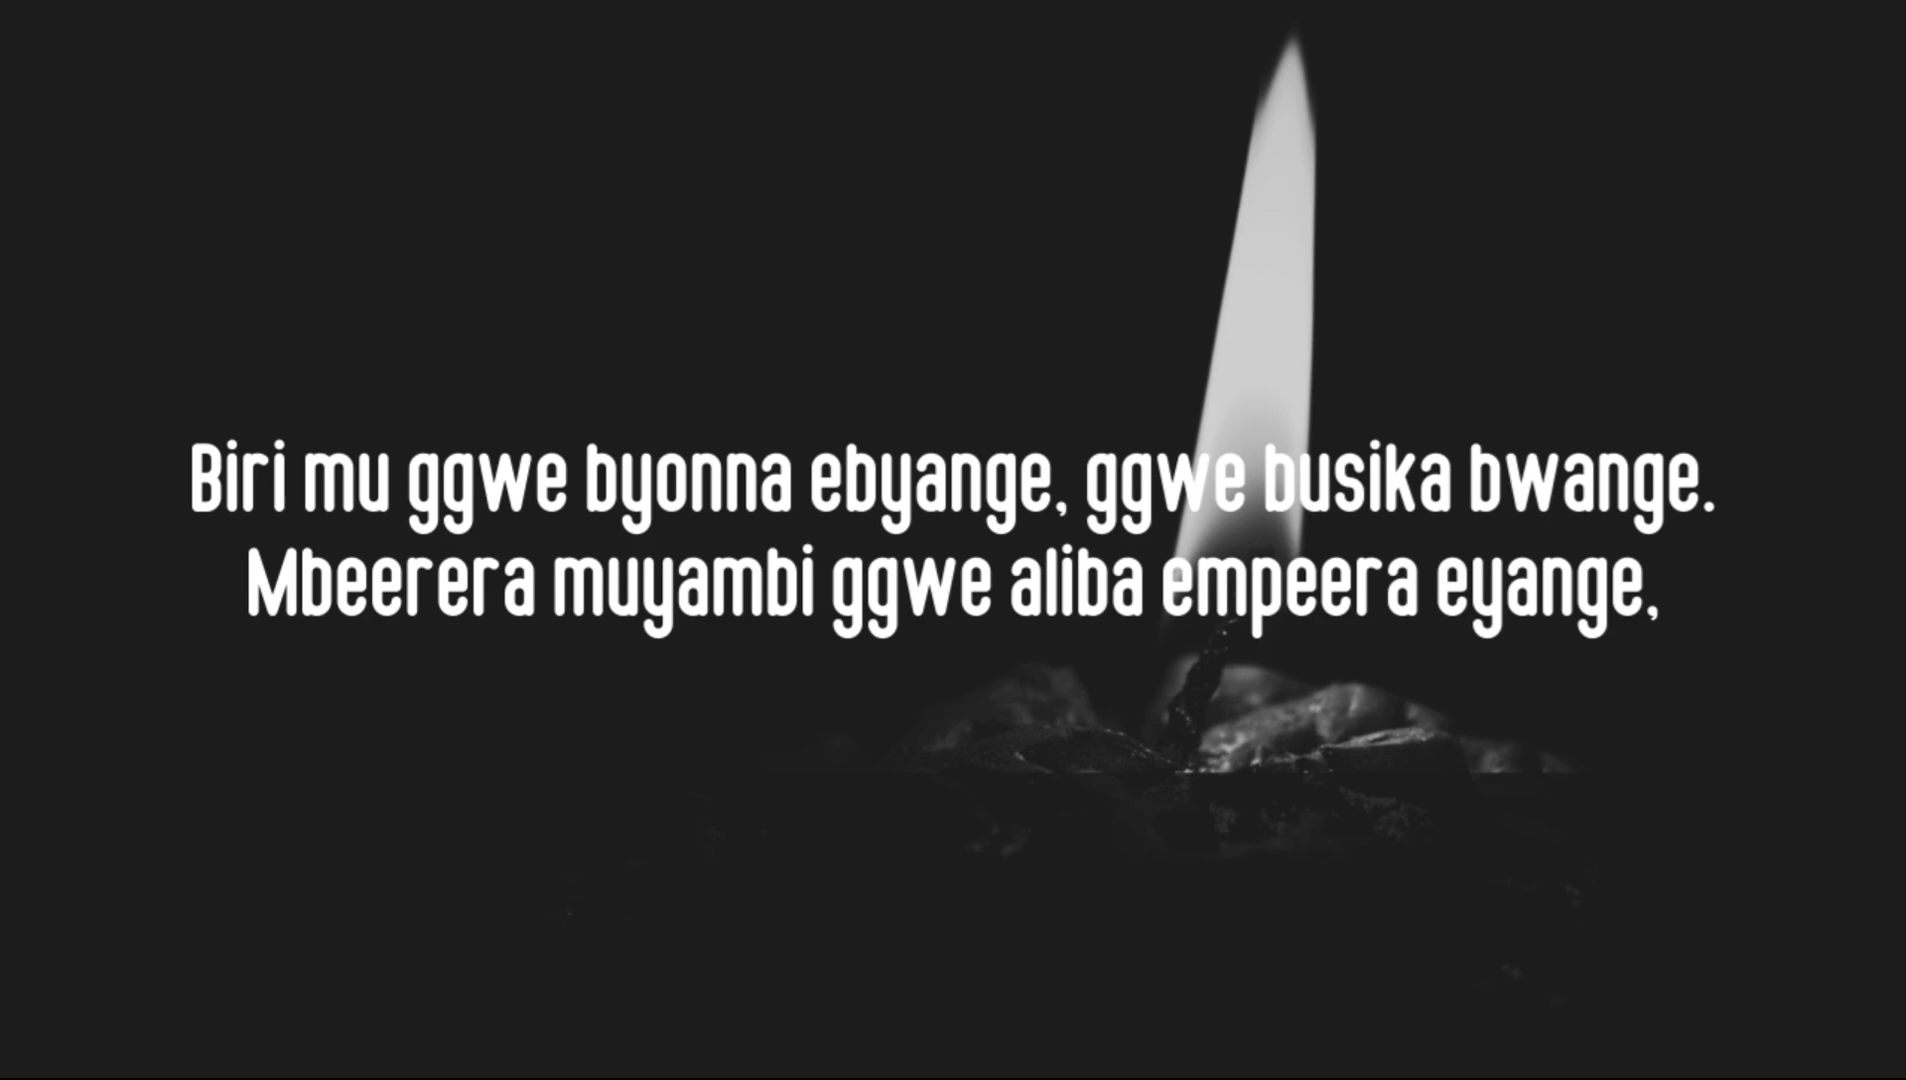 Biri mu ggwe byonna ebyange, ggwe busika bwange.
Mbeerera muyambi ggwe aliba empeera eyange,